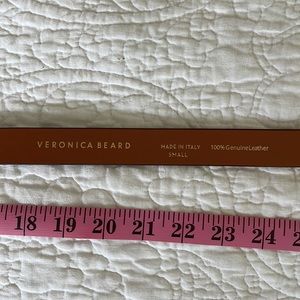 VERONICA BEARD
MADE IN ITALY
SMALL
100% Genuine Leather
18 19 20 21 22 23 24